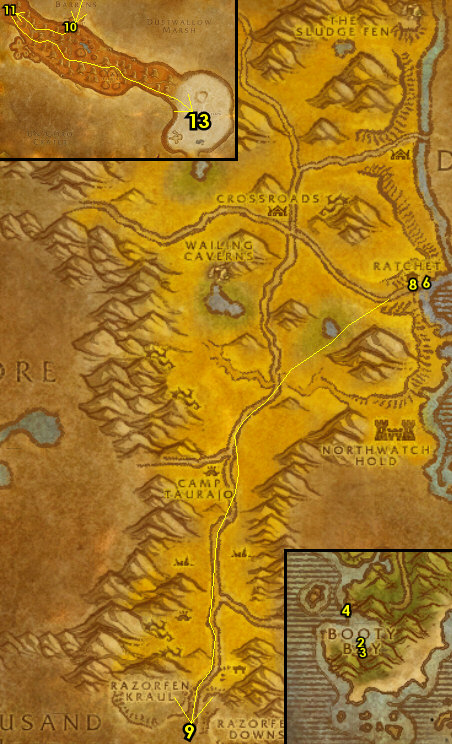 11
BARRENS
10
DUSTWALLOW
MARSH
13
THE
SLUDGE FEN
CROSSROADS
WAILING
CAVERNS
RATCHET
8 6
ORE
D
NORTHWATCH
HOLD
CAMP
TAURAJO
4
BOOTY
BAY
2
3
RAZORFEN
KRAUL
9
RAZORFEN
DOWNS
USAND